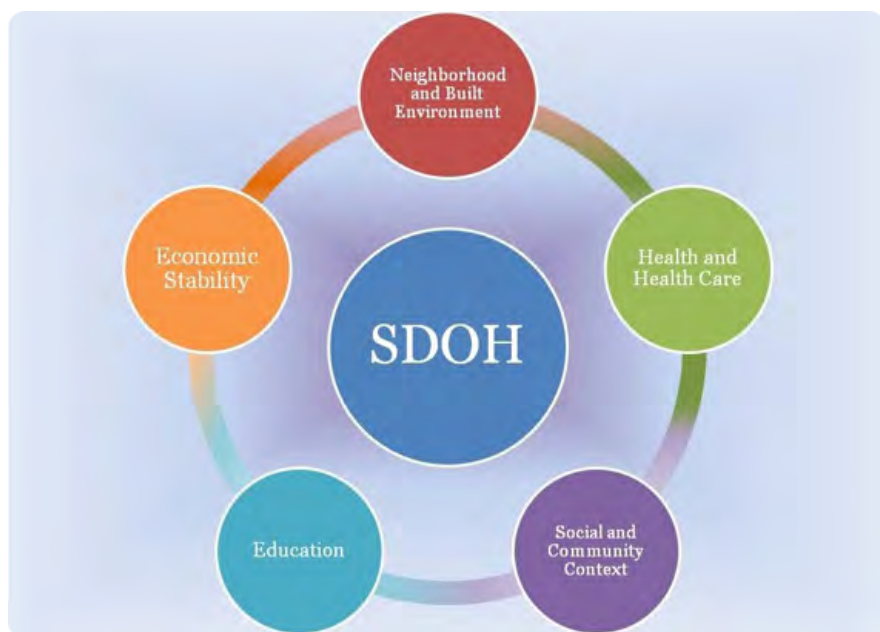 Neighborhood
and Built
Environment
Economic
Stability
Health and
Health Care
SDOH
Education
Social and
Community
Context